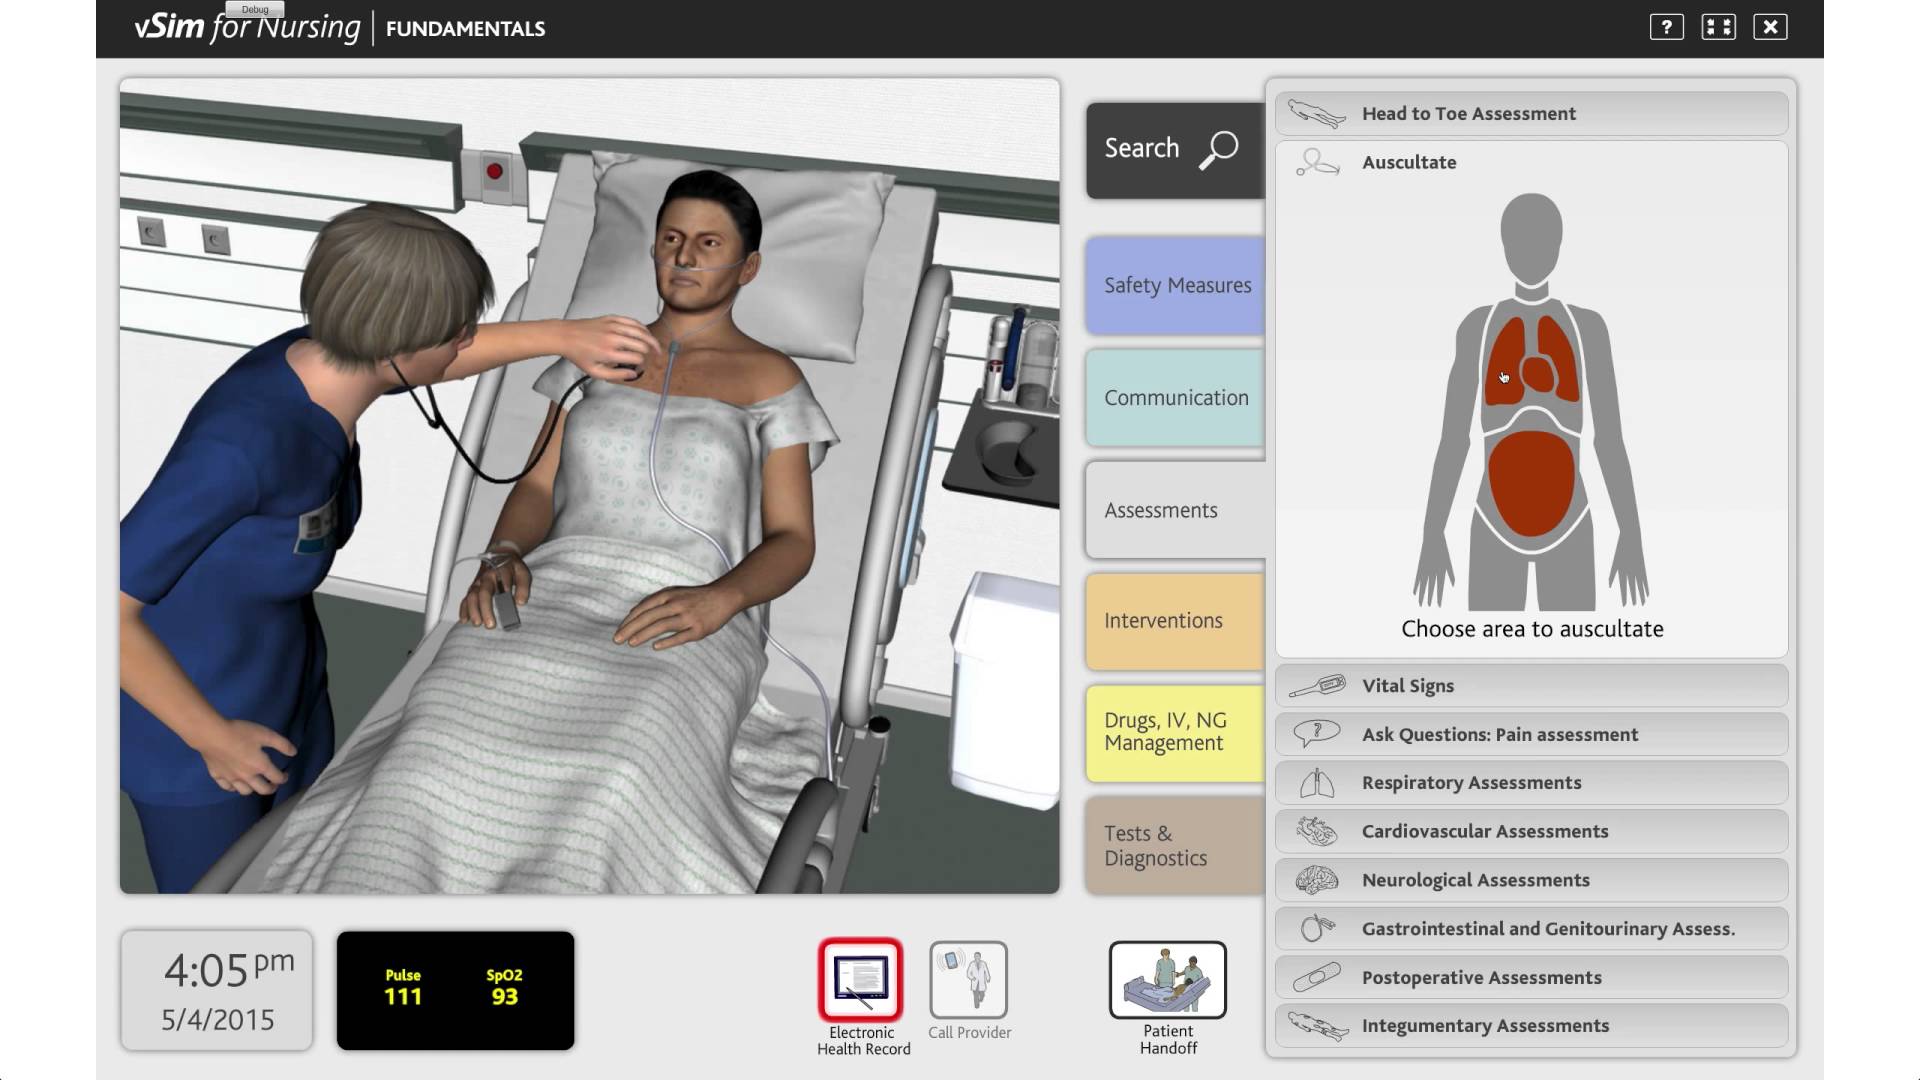 Debug
vSim for Nursing | FUNDAMENTALS
?
Search
Safety Measures
Communication
Assessments
Interventions
Drugs, IV, NG
Management
Tests &
Diagnostics
Head to Toe Assessment
Auscultate
Choose area to auscultate
Vital Signs
Ask Questions: Pain assessment
Respiratory Assessments
Cardiovascular Assessments
Neurological Assessments
Gastrointestinal and Genitourinary Assess.
Postoperative Assessments
Integumentary Assessments
4:05 pm
5/4/2015
Pulse
111
SpO2
93
Electronic
Health Record
Call Provider
Patient
Handoff